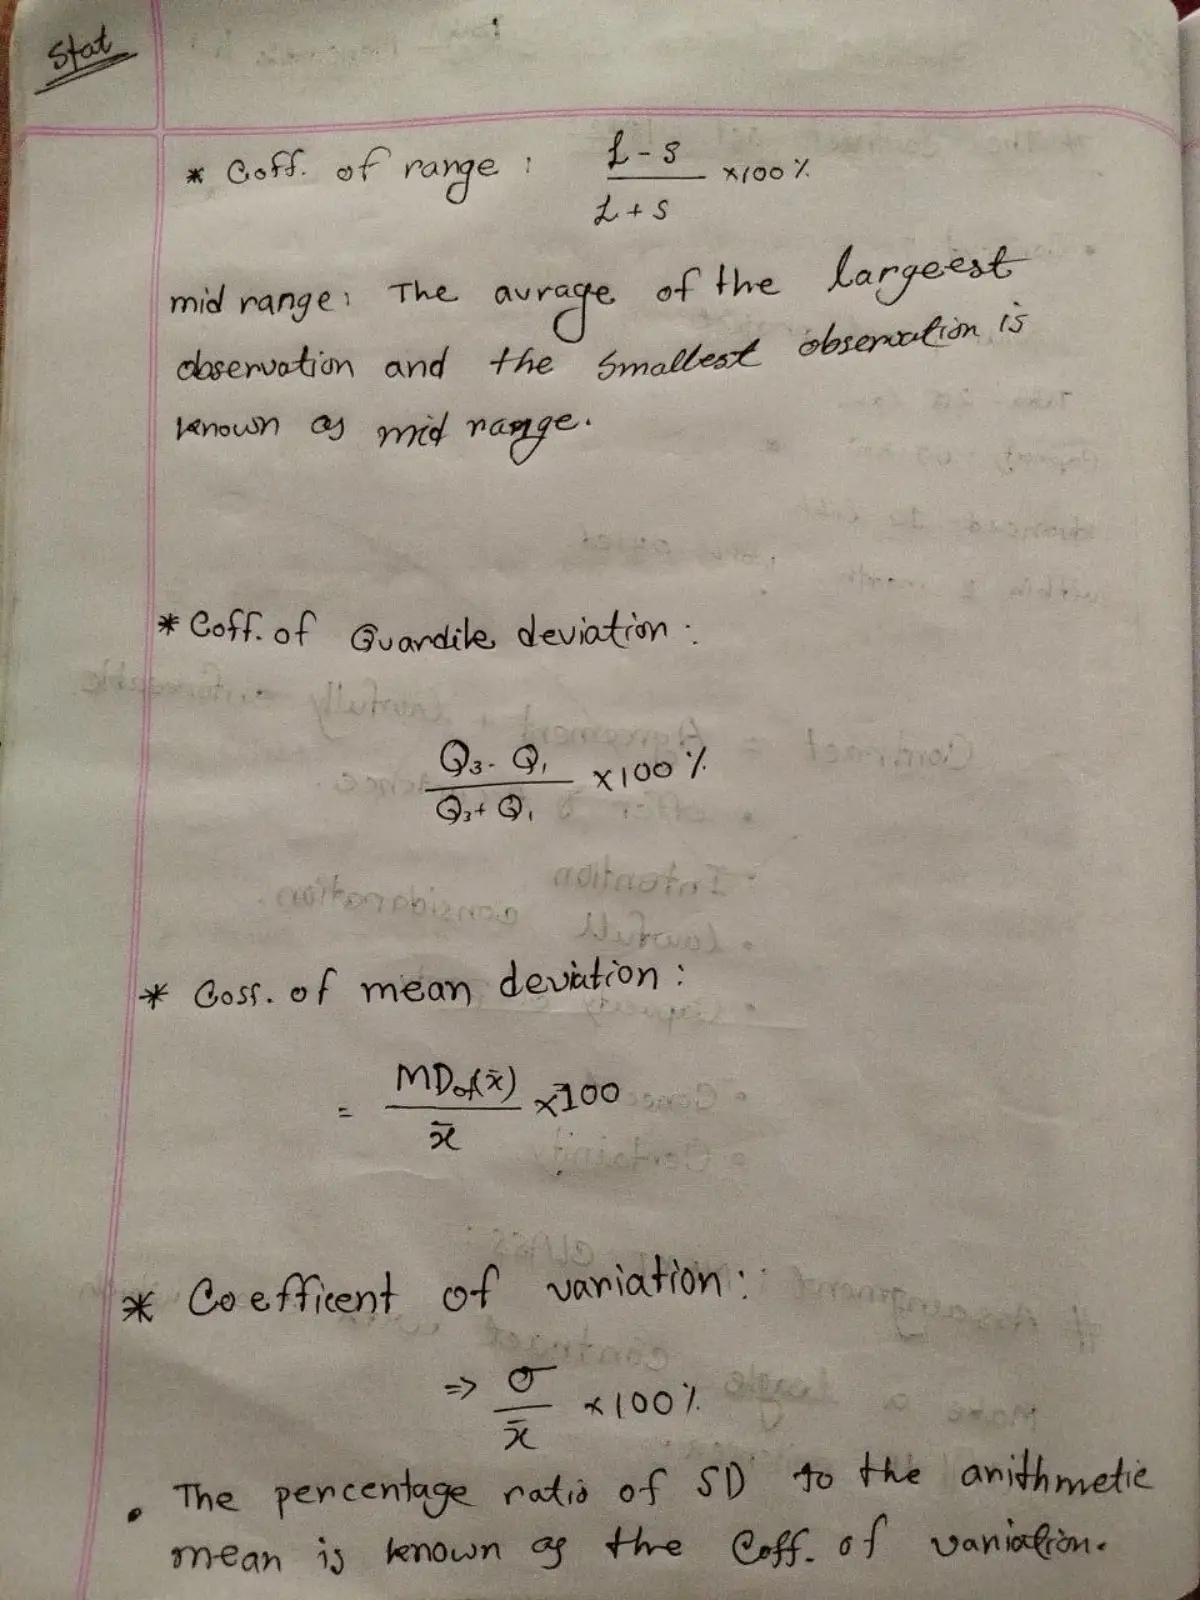 Stat
* Coff. of range : L - S / L + S ×100 %
mid range: The avrage of the largeest
observation and the smallest observation is
known as mid range.
* Coff. of Quardile deviation :
Q3 - Q1 / Q3 + Q1 ×100 %
* Coff. of mean deviation :
= MD of (x̄) / x̄ ×100
* Coefficent of variation :
=> σ / x̄ ×100 %
• The percentage ratio of SD to the arithmetic
mean is known as the Coff. of variation.